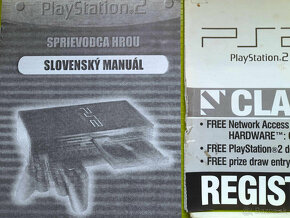 PlayStation.2
SPRIEVODCA HROU
SLOVENSKÝ MANUÁL
PS2
PlayStation.2
CLA
• FREE Network Access
HARDWARE™:
• FREE PlayStation®2 d
• FREE prize draw entry
REGIST